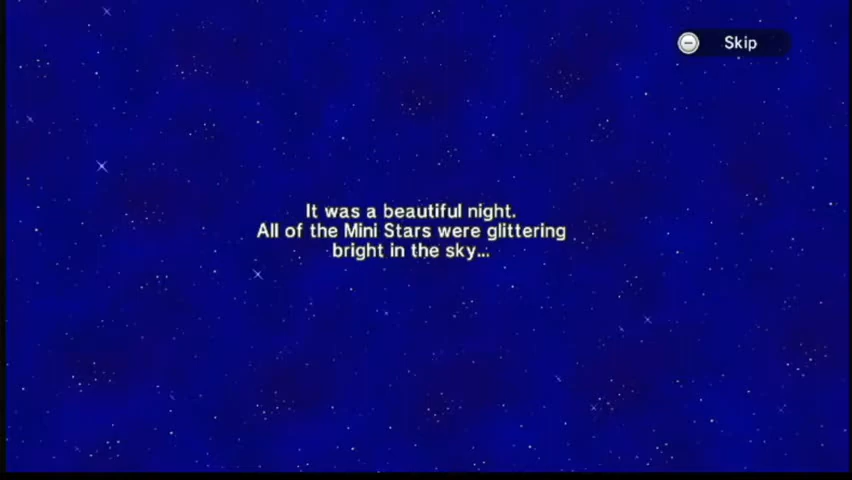 Skip
It was a beautiful night.
All of the Mini Stars were glittering
bright in the sky...